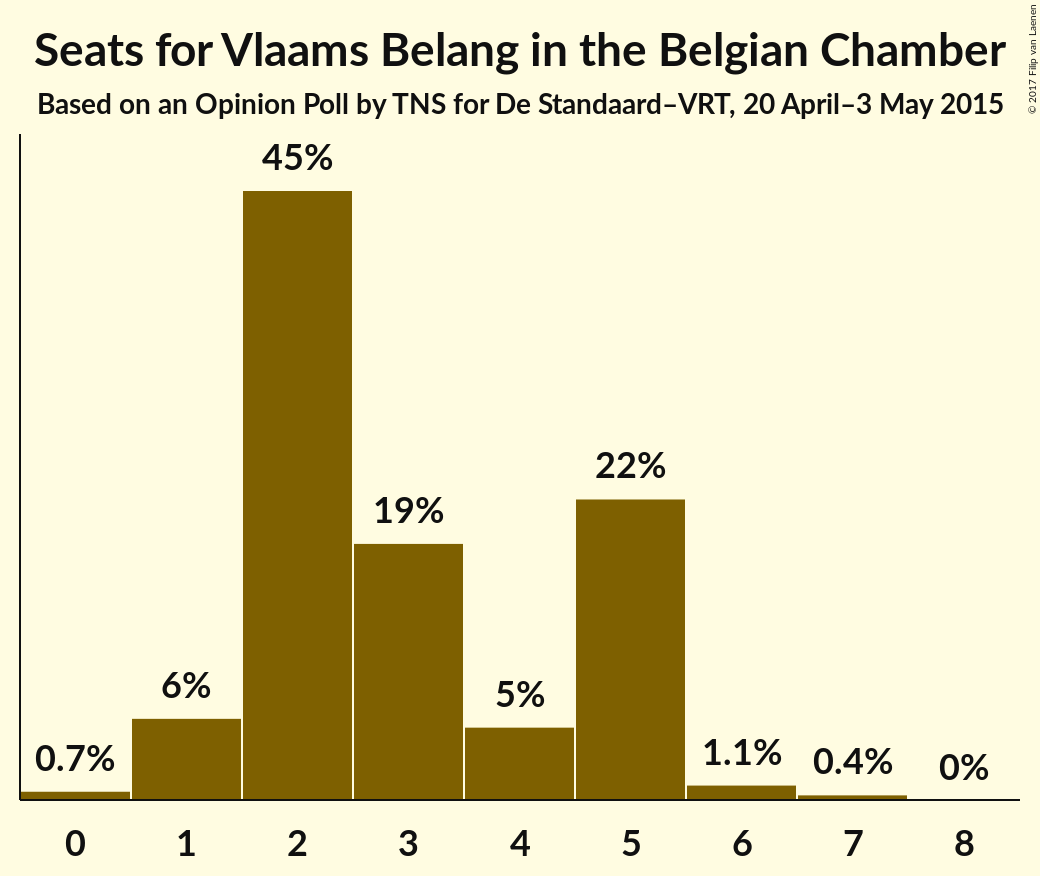 Seats for Vlaams Belang in the Belgian Chamber
Based on an Opinion Poll by TNS for De Standaard–VRT, 20 April–3 May 2015
© 2017 Filip van Laenen
45%
22%
19%
6%
5%
0.7%
1.1%
0.4%
0%
0 1 2 3 4 5 6 7 8